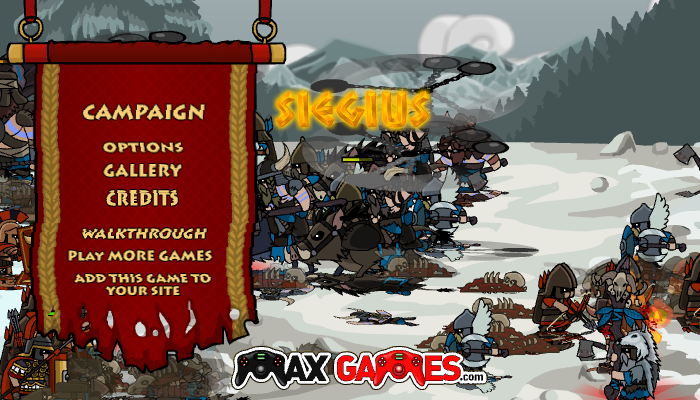 CAMPAIGN
SIEGIUS
OPTIONS
GALLERY
CREDITS
WALKTHROUGH
PLAY MORE GAMES
ADD THIS GAME TO
YOUR SITE
MAX GAMES.com